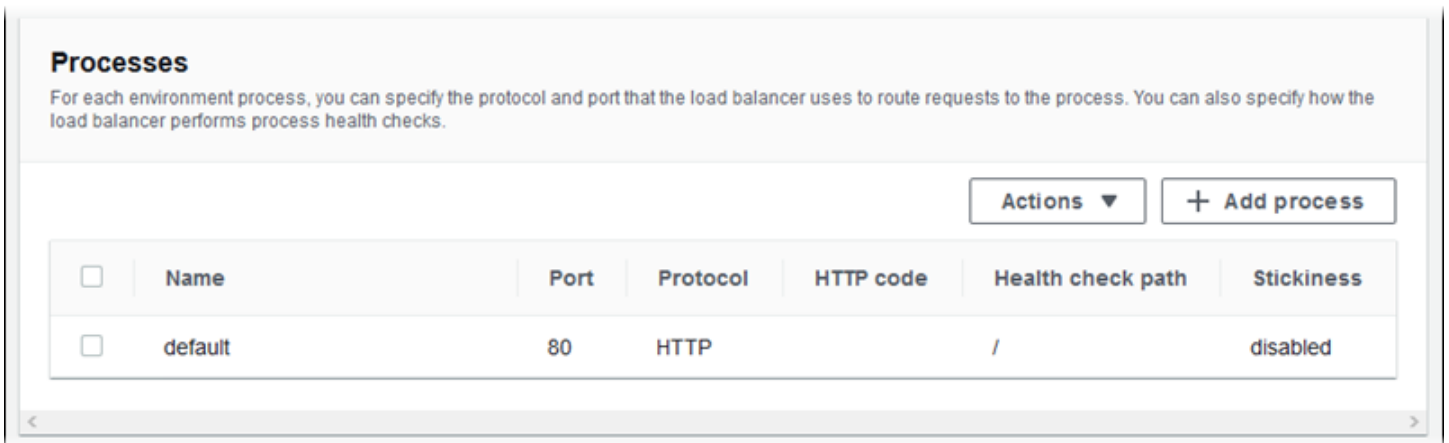 Processes
For each environment process, you can specify the protocol and port that the load balancer uses to route requests to the process. You can also specify how the
load balancer performs process health checks.
Actions ▼ + Add process
Name Port Protocol HTTP code Health check path Stickiness
default 80 HTTP / disabled